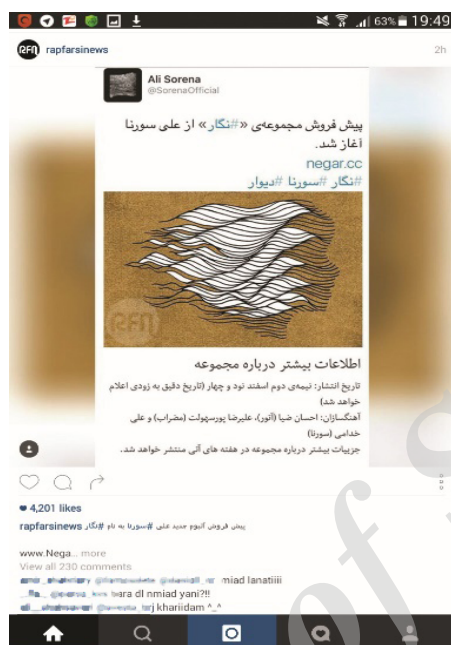 63% 19:49
RFN rapfarsinews 2h
Ali Sorena
@SorenaOfficial
پیش فروش مجموعه‌ی «#نگار» از علی سورنا
آغاز شد.
negar.cc
#نگار #سورنا #دیوار
RFN
اطلاعات بیشتر درباره مجموعه
تاریخ انتشار: نیمه‌ی دوم اسفند نود و چهار (تاریخ دقیق به زودی اعلام
خواهد شد)
آهنگسازان: احسان ضیا (آتور)، علیرضا پورسهولت (مضراب) و علی
خدامی (سورنا)
جزییات بیشتر درباره مجموعه در هفته های آتی منتشر خواهد شد.
4,201 likes
rapfarsinews پیش فروش آلبوم جدید علی #سورنا به نام #نگار
www.Nega... more
View all 230 comments
miad lanatiiii
bara dl nmiad yani?!!
khariidam ^_^
of